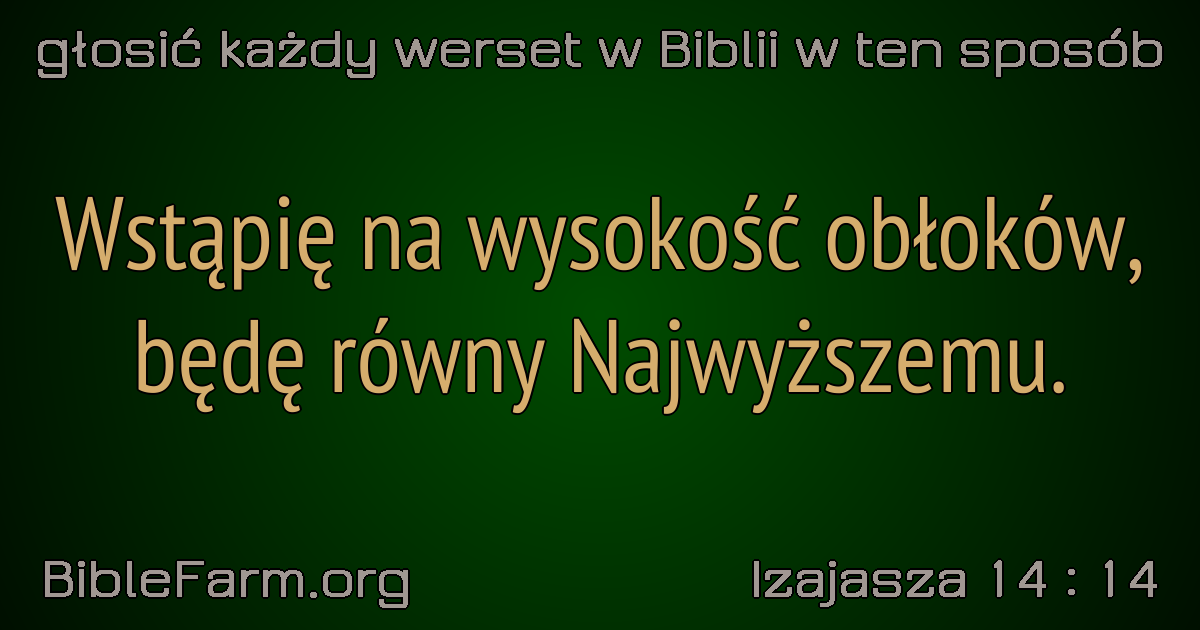 głosić każdy werset w Biblii w ten sposób
Wstąpię na wysokość obłoków,
będę równy Najwyższemu.
BibleFarm.org
Izajasza 14 : 14